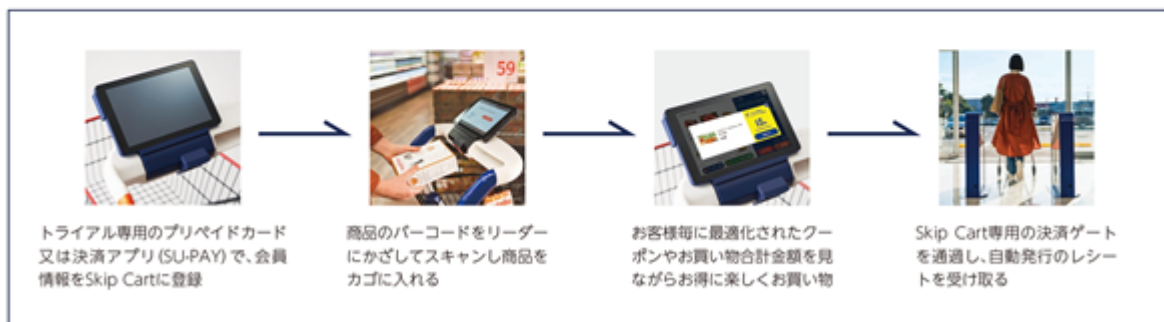 59
トライアル専用のプリペイドカード
又は決済アプリ(SU-PAY)で、会員
情報をSkip Cartに登録
商品のバーコードをリーダー
にかざしてスキャンし商品を
カゴに入れる
お客様毎に最適化されたクー
ポンやお買い物合計金額を見
ながらお得に楽しくお買い物
Skip Cart専用の決済ゲート
を通過し、自動発行のレシー
トを受け取る